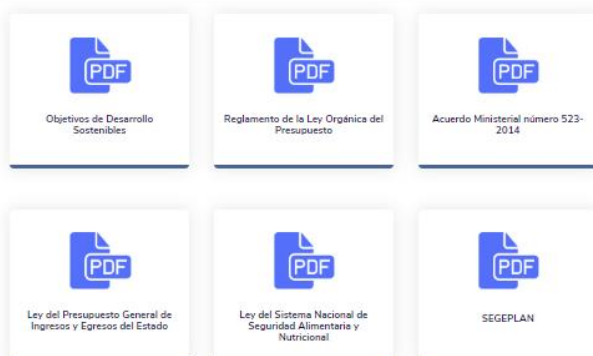 PDF
PDF
PDF
Objetivos de Desarrollo
Sostenibles
Reglamento de la Ley Orgánica del
Presupuesto
Acuerdo Ministerial número 523-
2014
PDF
PDF
PDF
Ley del Presupuesto General de
Ingresos y Egresos del Estado
Ley del Sistema Nacional de
Seguridad Alimentaria y
Nutricional
SEGEPLAN